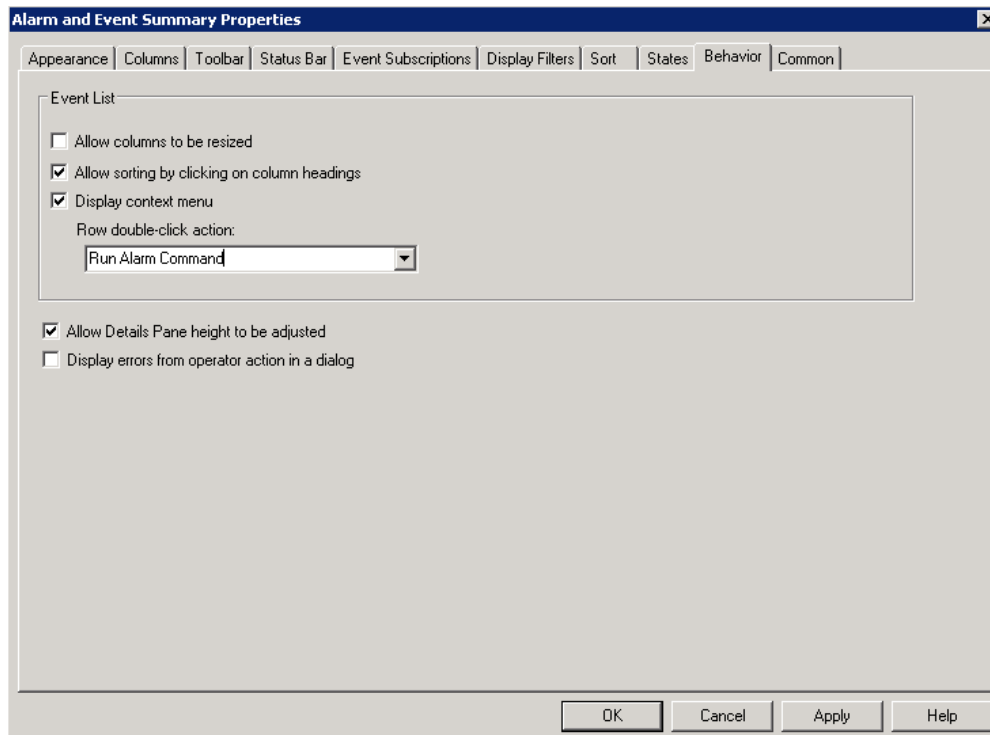 Alarm and Event Summary Properties
Appearance Columns Toolbar Status Bar Event Subscriptions Display Filters Sort States Behavior Common
Event List
Allow columns to be resized
Allow sorting by clicking on column headings
Display context menu
Row double-click action:
Run Alarm Command
Allow Details Pane height to be adjusted
Display errors from operator action in a dialog
OK Cancel Apply Help